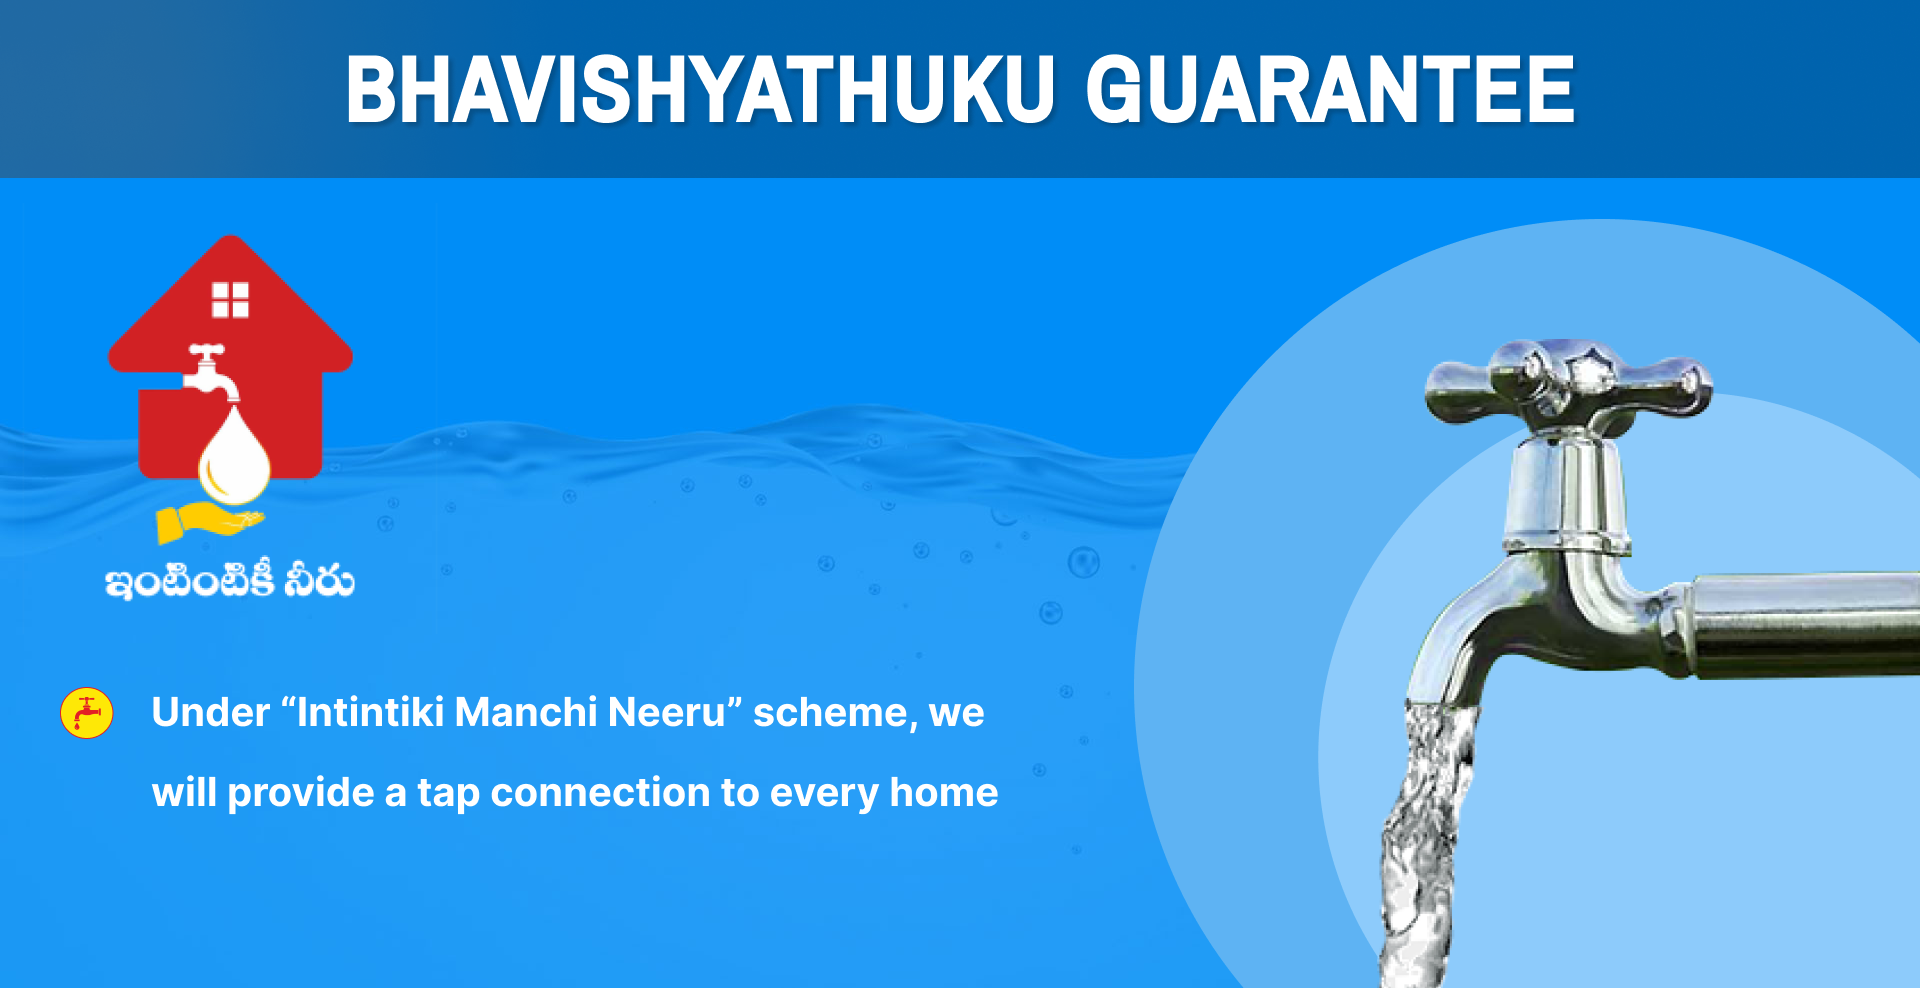 BHAVISHYATHUKU GUARANTEE
ఇంటింటికీ నీరు
Under “Intintiki Manchi Neeru” scheme, we
will provide a tap connection to every home